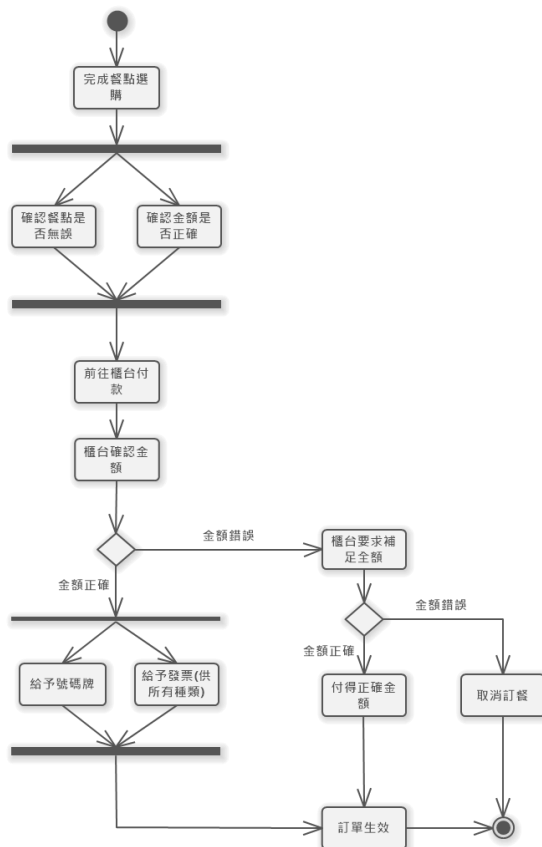 完成餐點選
購
確認餐點是
否無誤
確認金額是
否正確
前往櫃台付
款
櫃台確認金
額
金額錯誤
櫃台要求補
足全額
金額正確
金額錯誤
金額正確
給予號碼牌
給予發票(供
所有種類)
付得正確金
額
取消訂餐
訂單生效